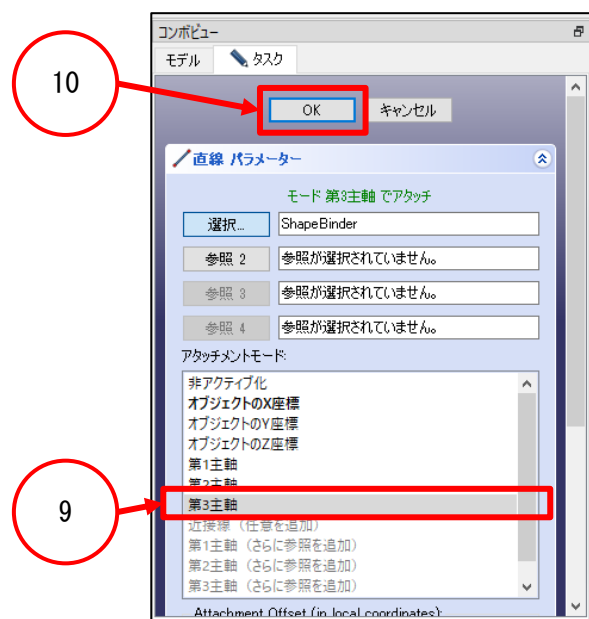 コンボビュー
モデル タスク
10
OK キャンセル
直線 パラメーター
モード 第3主軸 でアタッチ
選択... ShapeBinder
参照 2 参照が選択されていません。
参照 3 参照が選択されていません。
参照 4 参照が選択されていません。
アタッチメントモード:
非アクティブ化
オブジェクトのX座標
オブジェクトのY座標
オブジェクトのZ座標
第1主軸
第2主軸
9
第3主軸
近接線（任意を追加）
第1主軸（さらに参照を追加）
第2主軸（さらに参照を追加）
第3主軸（さらに参照を追加）
Attachment Offset (in local coordinates):